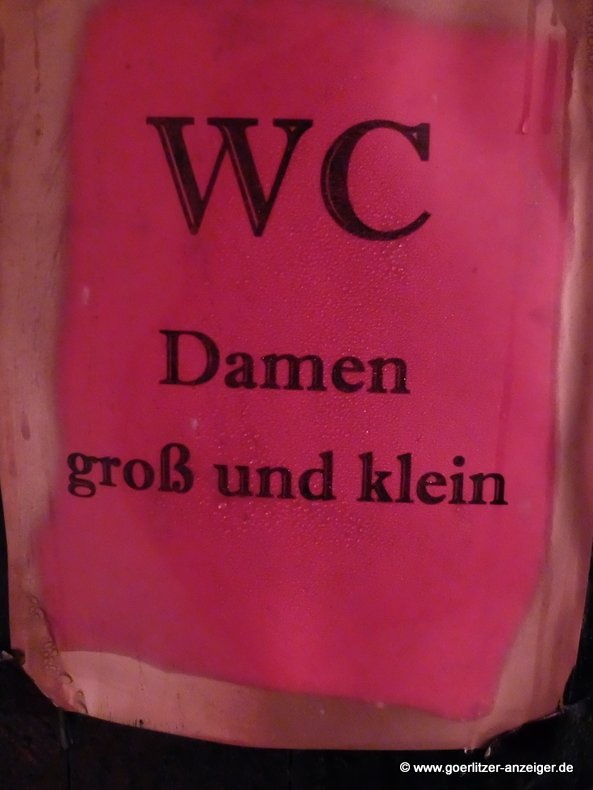 WC
Damen
groß und klein
© www.goerlitzer-anzeiger.de